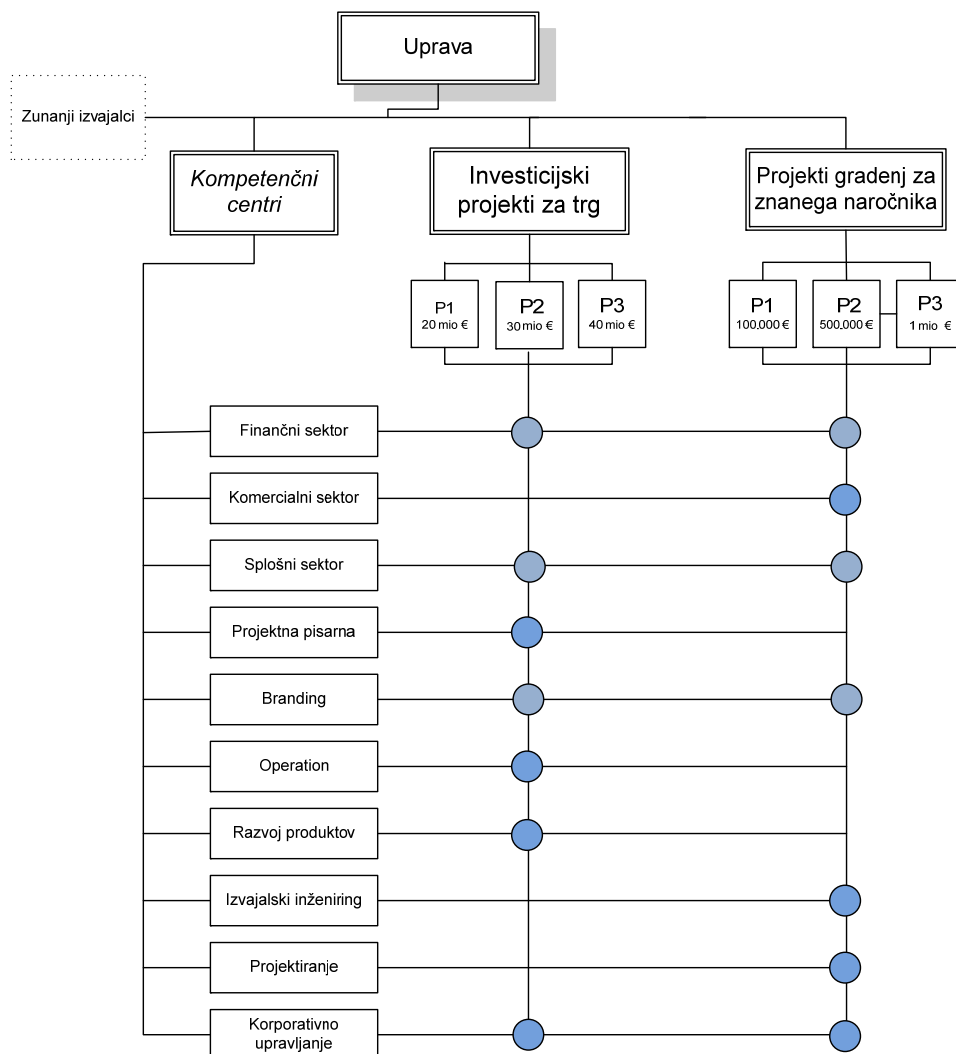 Uprava
Zunanji izvajalci
Kompetenčni
centri
Investicijski
projekti za trg
Projekti gradenj za
znanega naročnika
P1
20 mio €
P2
30 mio €
P3
40 mio €
P1
100.000 €
P2
500.000 €
P3
1 mio €
Finančni sektor
Komercialni sektor
Splošni sektor
Projektna pisarna
Branding
Operation
Razvoj produktov
Izvajalski inženiring
Projektiranje
Korporativno
upravljanje